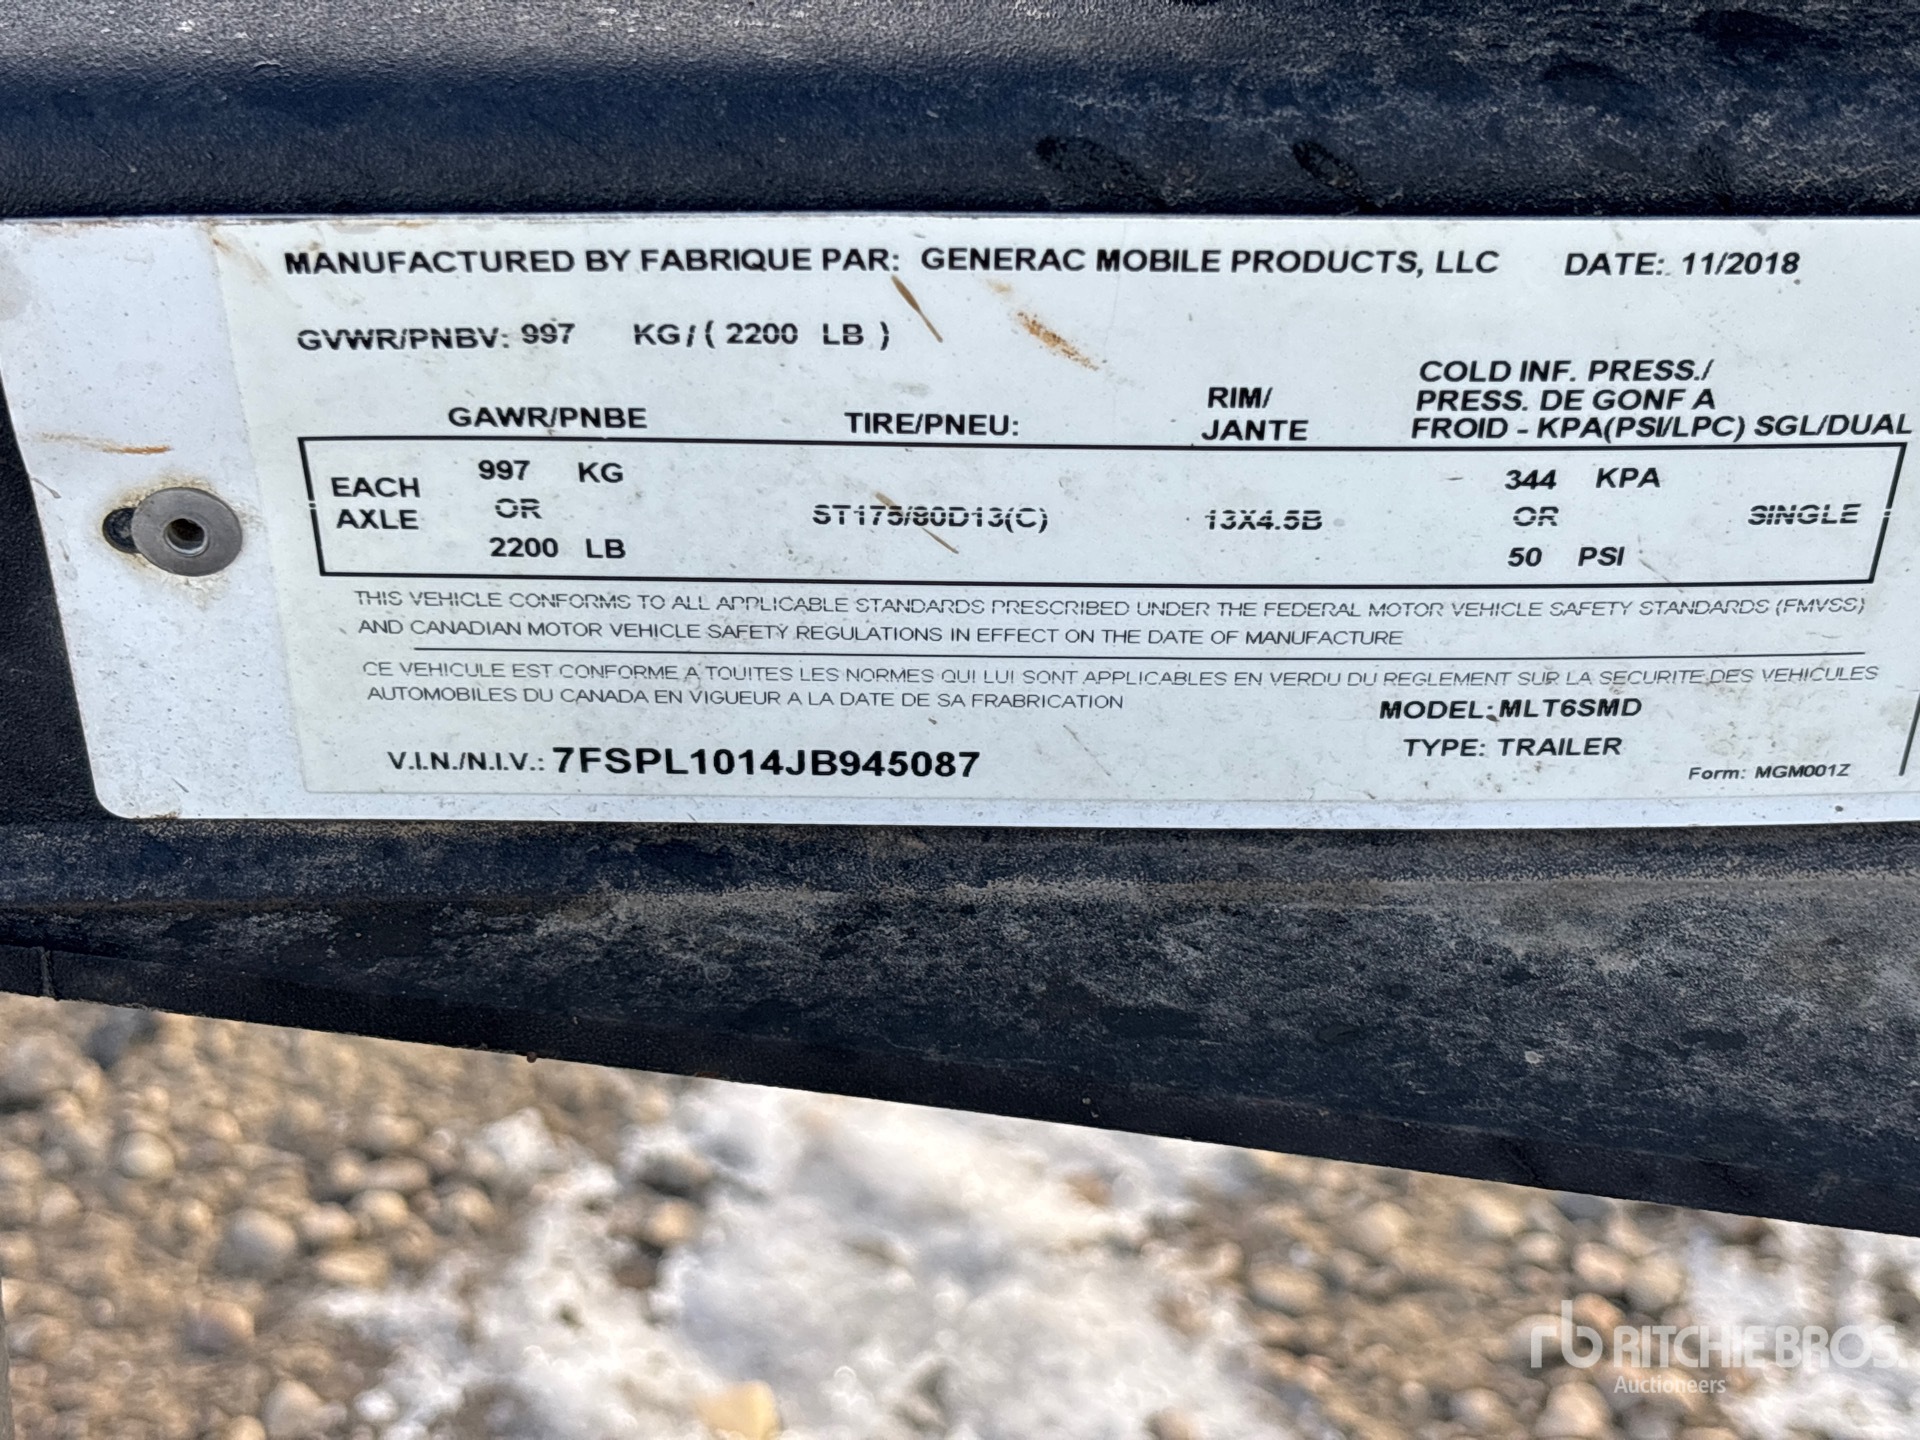 MANUFACTURED BY FABRIQUE PAR: GENERAC MOBILE PRODUCTS, LLC DATE: 11/2018
GVWR/PNBV: 997 KG / ( 2200 LB )
GAWR/PNBE TIRE/PNEU: RIM/ JANTE COLD INF. PRESS./
PRESS. DE GONF A
FROID - KPA(PSI/LPC) SGL/DUAL
EACH AXLE 997 KG OR 2200 LB ST175/80D13(C) 13X4.5B 344 KPA OR 50 PSI SINGLE
THIS VEHICLE CONFORMS TO ALL APPLICABLE STANDARDS PRESCRIBED UNDER THE FEDERAL MOTOR VEHICLE SAFETY STANDARDS (FMVSS)
AND CANADIAN MOTOR VEHICLE SAFETY REGULATIONS IN EFFECT ON THE DATE OF MANUFACTURE
CE VEHICULE EST CONFORME A TOUITES LES NORMES QUI LUI SONT APPLICABLES EN VERDU DU REGLEMENT SUR LA SECURITE DES VEHICULES
AUTOMOBILES DU CANADA EN VIGUEUR A LA DATE DE SA FRABRICATION
MODEL: MLT6SMD
V.I.N./N.I.V.: 7FSPL1014JB945087 TYPE: TRAILER
Form: MGM001Z
rb RITCHIE BROS.
Auctioneers